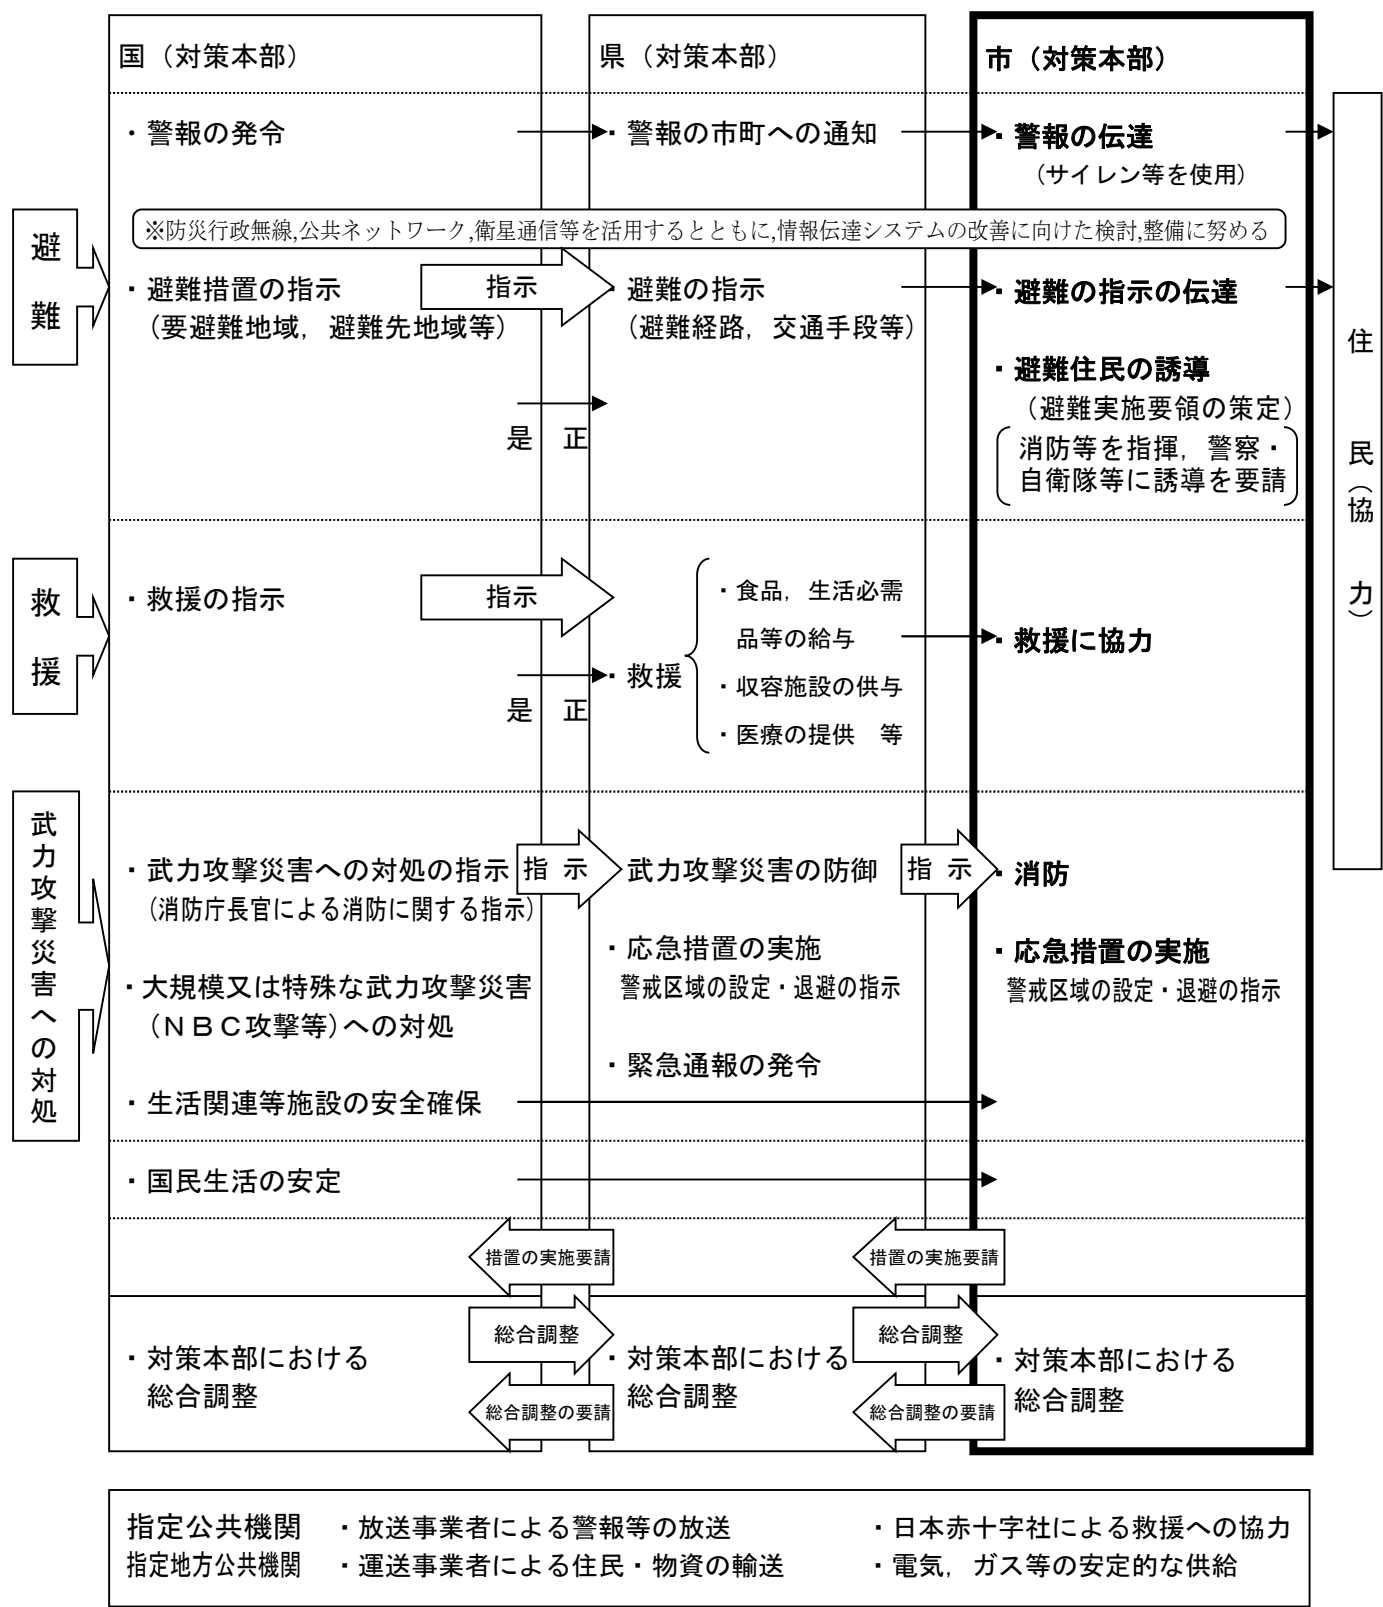 国（対策本部）
県（対策本部）
市（対策本部）
・警報の発令
・警報の市町への通知
・警報の伝達
（サイレン等を使用）
※防災行政無線,公共ネットワーク,衛星通信等を活用するとともに,情報伝達システムの改善に向けた検討,整備に努める
避難
・避難措置の指示
（要避難地域，避難先地域等）
指示
・避難の指示
（避難経路，交通手段等）
・避難の指示の伝達
・避難住民の誘導
（避難実施要領の策定）
消防等を指揮，警察・
自衛隊等に誘導を要請
是　正
住　民（協　力）
救援
・救援の指示
指示
是　正
・救援
・食品，生活必需
品等の給与
・収容施設の供与
・医療の提供　等
・救援に協力
武力攻撃災害への対処
・武力攻撃災害への対処の指示
（消防庁長官による消防に関する指示）
指 示
武力攻撃災害の防御
指 示
・消防
・大規模又は特殊な武力攻撃災害
（ＮＢＣ攻撃等）への対処
・応急措置の実施
警戒区域の設定・退避の指示
・応急措置の実施
警戒区域の設定・退避の指示
・緊急通報の発令
・生活関連等施設の安全確保
・国民生活の安定
措置の実施要請
措置の実施要請
総合調整
総合調整
・対策本部における
総合調整
・対策本部における
総合調整
・対策本部における
総合調整
総合調整の要請
総合調整の要請
指定公共機関　・放送事業者による警報等の放送　・日本赤十字社による救援への協力
指定地方公共機関　・運送事業者による住民・物資の輸送　・電気，ガス等の安定的な供給